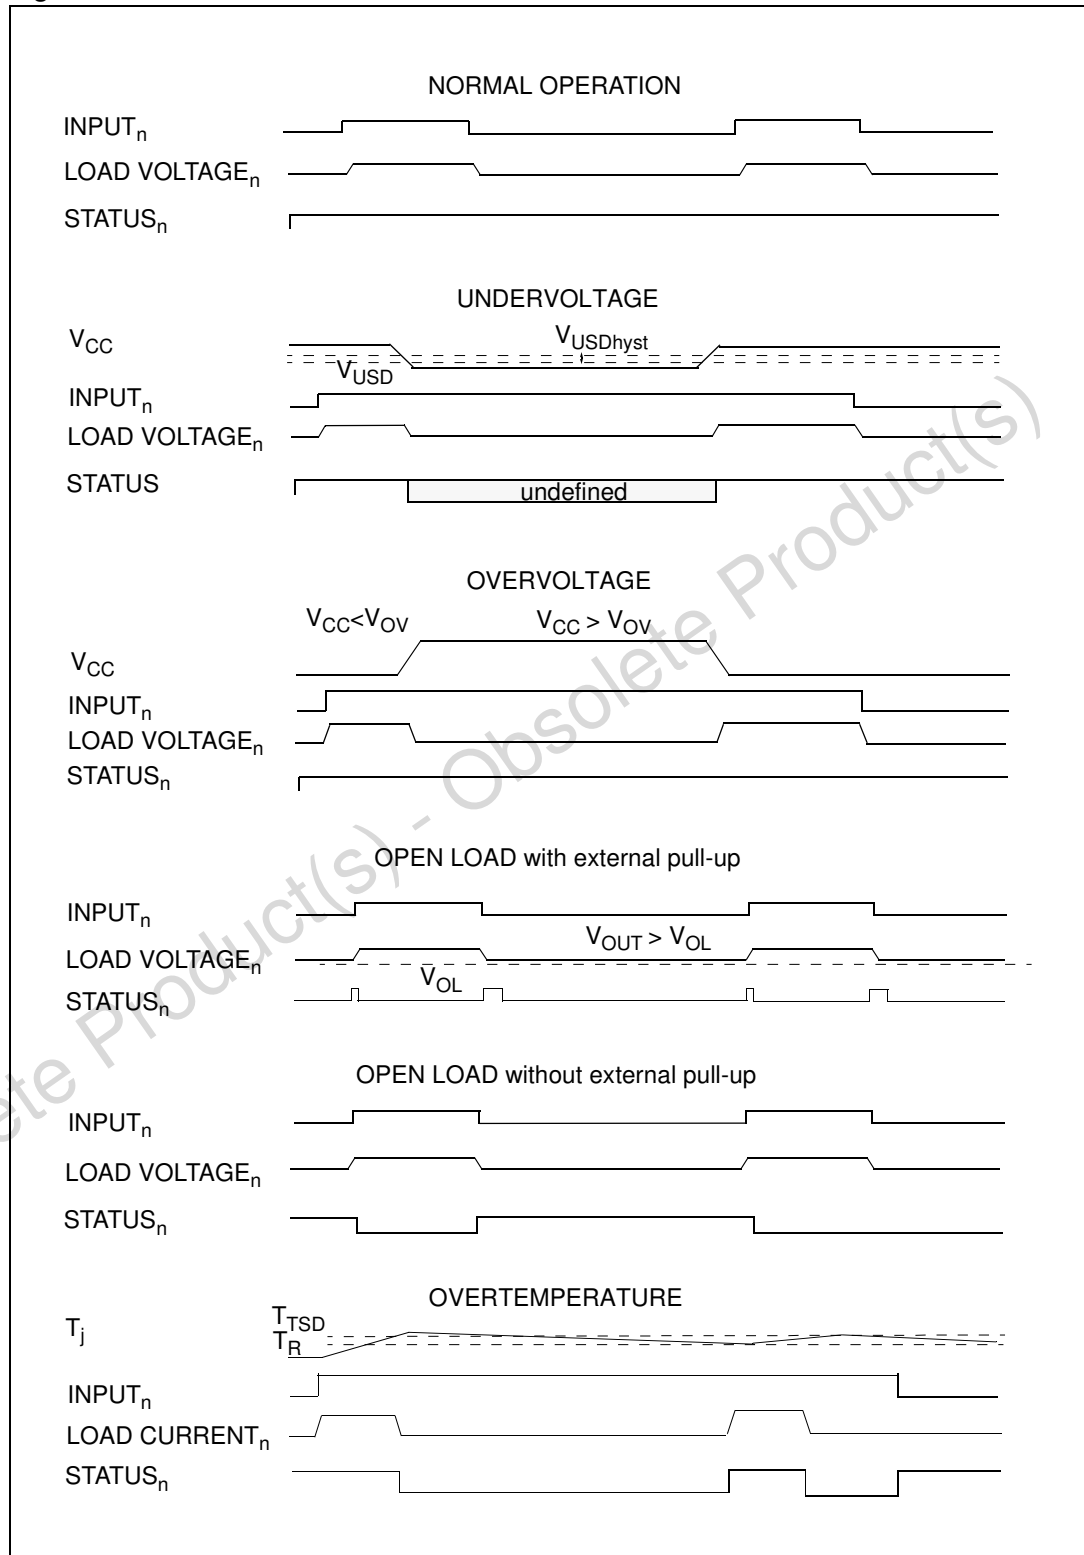 NORMAL OPERATION
INPUTn
LOAD VOLTAGEn
STATUSn
UNDERVOLTAGE
VCC
VUSDhyst
VUSD
INPUTn
LOAD VOLTAGEn
STATUS
undefined
OVERVOLTAGE
VCC<VOV
VCC > VOV
VCC
INPUTn
LOAD VOLTAGEn
STATUSn
OPEN LOAD with external pull-up
INPUTn
VOUT > VOL
LOAD VOLTAGEn
VOL
STATUSn
OPEN LOAD without external pull-up
INPUTn
LOAD VOLTAGEn
STATUSn
OVERTEMPERATURE
Tj
TTSD
TR
INPUTn
LOAD CURRENTn
STATUSn
ete Product(s) - Obsolete Product(s)